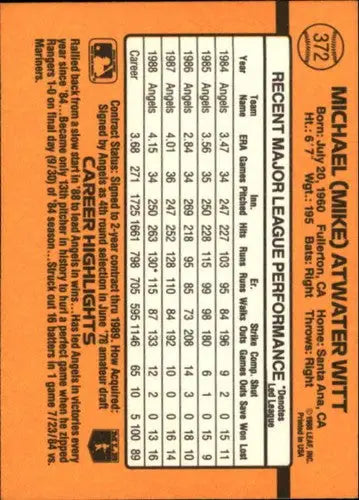 372
MICHAEL (MIKE) ATWATER WITT
Born: July 20, 1960 Fullerton, CA Home: Santa Ana, CA
Ht.: 6'7" Wgt.: 195 Bats: Right Throws: Right
©1988 LEAF, INC.
Printed in USA
RECENT MAJOR LEAGUE PERFORMANCE *Denotes Led League
Team Inn. Er. Strike Comp. Shut
Year Name ERA Games Pitched Hits Runs Runs Walks Outs Games Outs Save Won Lost
1984 Angels 3.47 34 247 227 103 95 84 196 9 2 0 15 11
1985 Angels 3.56 35 250 228 115 99 98 180 6 1 0 15 9
1986 Angels 2.84 34 269 218 95 85 73 208 14 3 0 18 10
1987 Angels 4.01 36 247 252 128 110 84 192 10 0 0 16 14
1988 Angels 4.15 34 250 263 130* 115 87 133 12 2 0 13 16
Career 3.68 271 1725 1661 798 705 595 1146 65 10 5 100 89
Contract Status: Signed to 2-year contract thru 1989. How Acquired:
Signed by Angels as 4th round selection in June '78 amateur draft
CAREER HIGHLIGHTS
Rallied back from a slow start in '88 to lead Angels in wins...Has led Angels in victories every
year since '84...Became only 13th pitcher in history to hurl a perfect game when he zipped
Rangers 1-0 on final day (9/30) of '84 season...Struck out 16 batters in 1 game 7/23/84 vs.
Mariners.